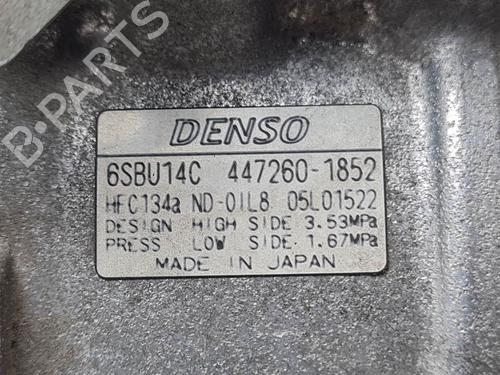 B-PARTS
DENSO
6SBU14C 447260-1852
HFC134a ND-OIL8 05L01522
DESIGN HIGH SIDE 3.53MPa
PRESS LOW SIDE 1.67MPa
MADE IN JAPAN